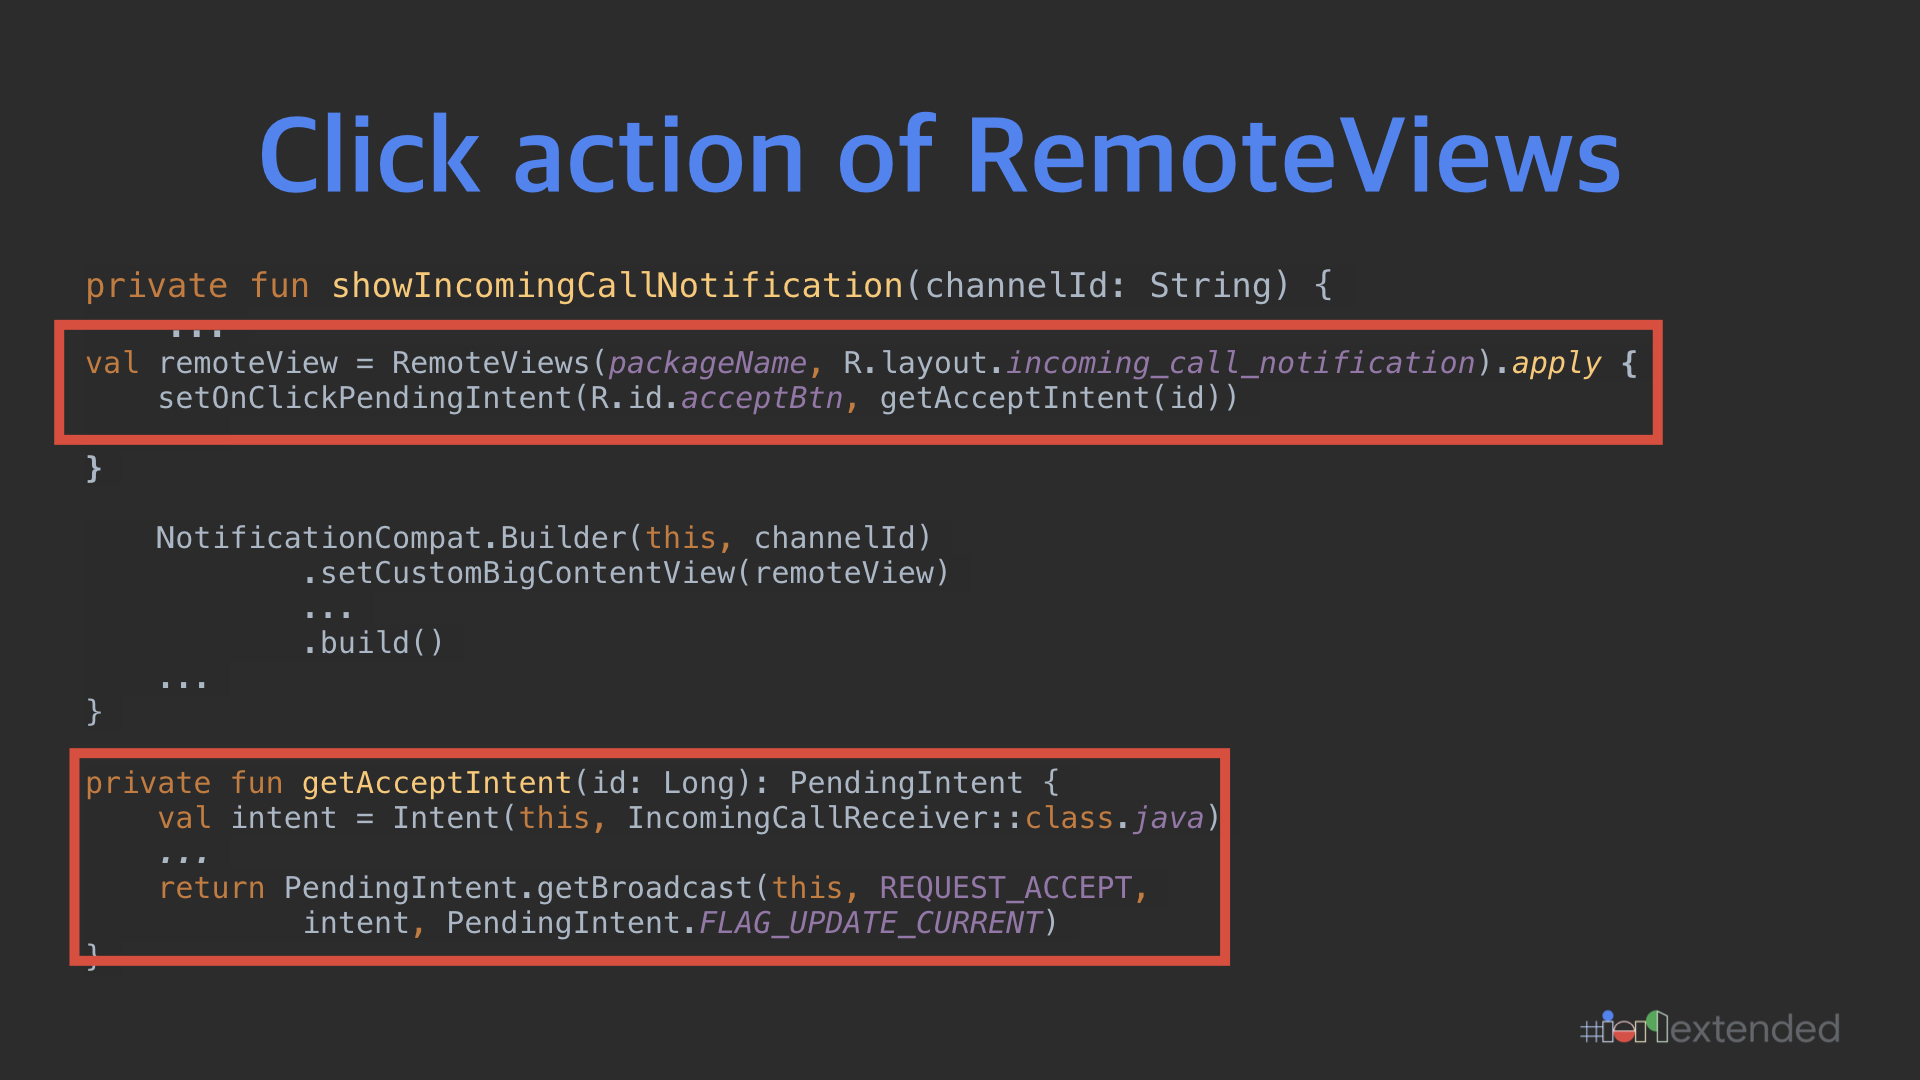 Click action of RemoteViews
private fun showIncomingCallNotification(channelId: String) {
...
val remoteView = RemoteViews(packageName, R.layout.incoming_call_notification).apply {
setOnClickPendingIntent(R.id.acceptBtn, getAcceptIntent(id))
}
NotificationCompat.Builder(this, channelId)
.setCustomBigContentView(remoteView)
...
.build()
...
}
private fun getAcceptIntent(id: Long): PendingIntent {
val intent = Intent(this, IncomingCallReceiver::class.java)
...
return PendingIntent.getBroadcast(this, REQUEST_ACCEPT,
intent, PendingIntent.FLAG_UPDATE_CURRENT)
}
#io19extended